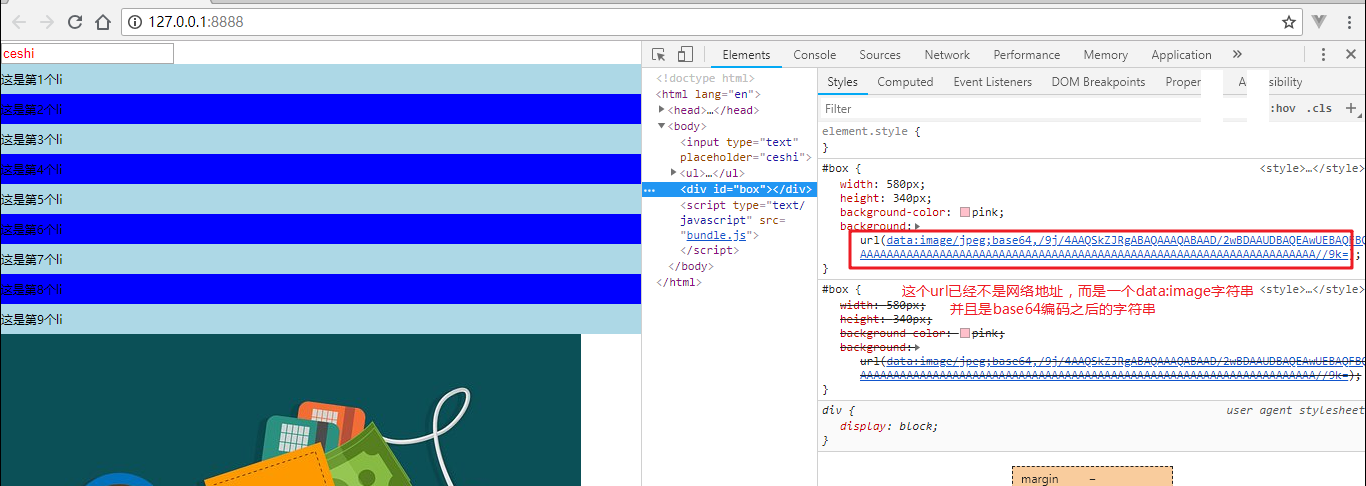 127.0.0.1:8888
ceshi
这是第1个li
这是第2个li
这是第3个li
这是第4个li
这是第5个li
这是第6个li
这是第7个li
这是第8个li
这是第9个li
Elements Console Sources Network Performance Memory Application »
<!doctype html>
<html lang="en">
<head>…</head>
<body>
<input type="text"
placeholder="ceshi">
<ul>…</ul>
<div id="box"></div>
<script type="text/
javascript" src=
"bundle.js">
</script>
</body>
</html>
Styles Computed Event Listeners DOM Breakpoints
Filter :hov .cls +
element.style {
}
#box { <style>…</style>
width: 580px;
height: 340px;
background-color: pink;
background:
url(data:image/jpeg;base64,/9j/4AAQSkZJRgABAQAAAQABAAD/2wBDAAUDBAQEAwUEBAQFBQ
);
}
#box { <style>…</style>
这个url已经不是网络地址，而是一个data:image字符串
并且是base64编码之后的字符串
width: 580px;
height: 340px;
background-color: pink;
background:
url(data:image/jpeg;base64,/9j/4AAQSkZJRgABAQAAAQABAAD/2wBDAAUDBAQEAwUEBAQFBQ
);
}
div { user agent stylesheet
display: block;
}
margin –